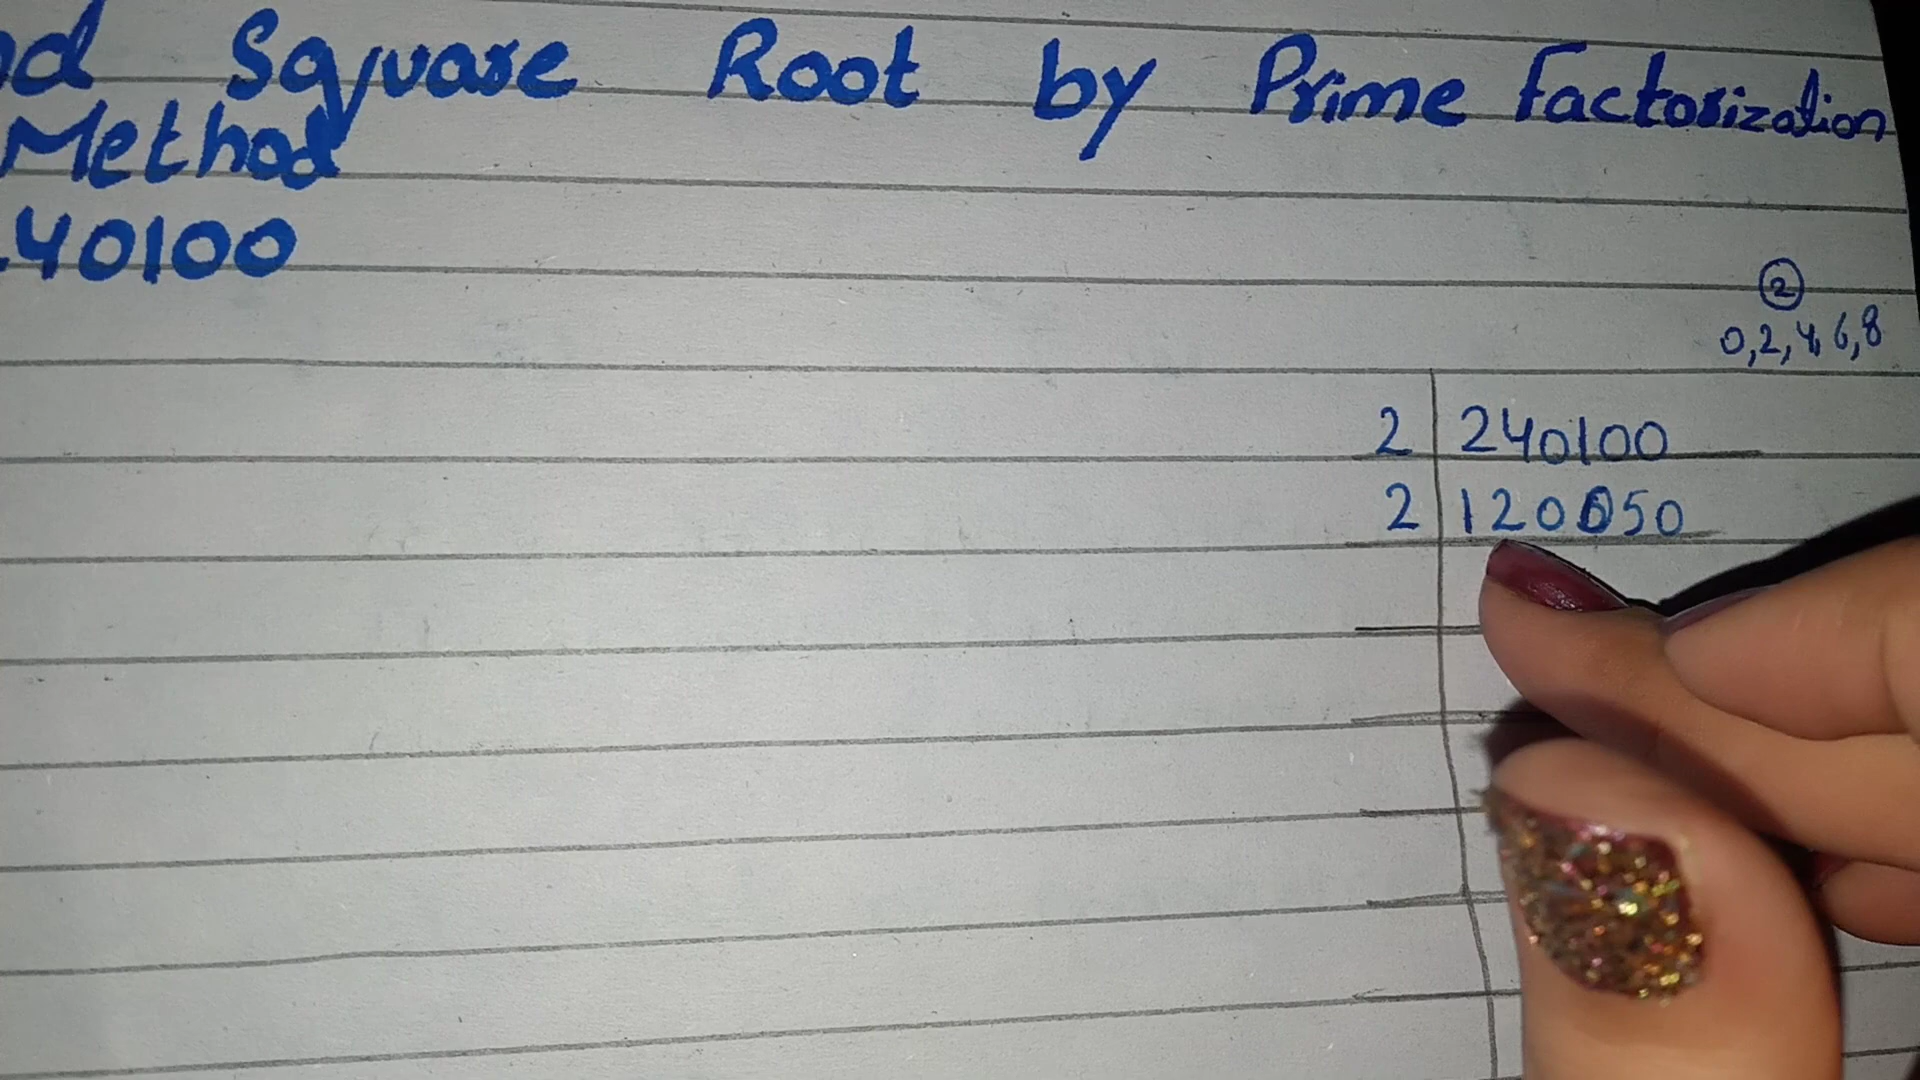 d Square Root by Prime Factorization
Method
40100
2
0,2,4,6,8
2 240100
2 120050